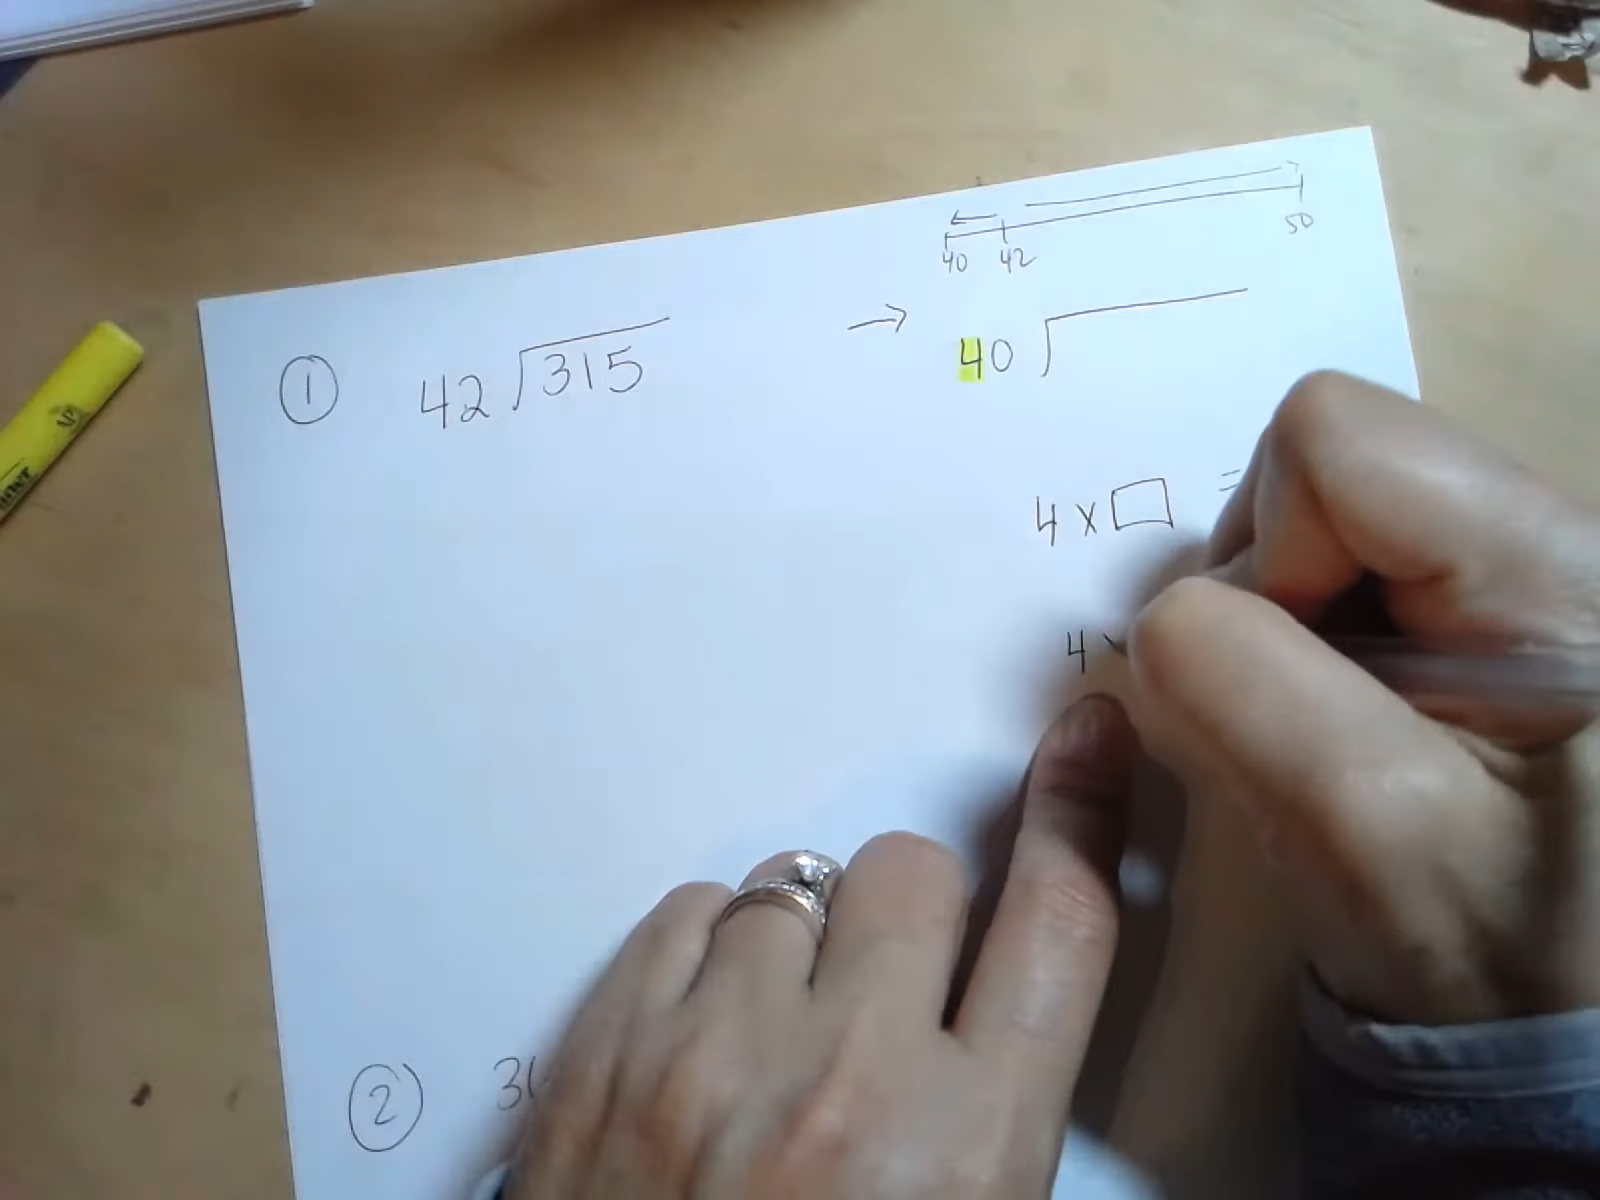 40 42 50
① 42 ⟌315 → 40 ⟌
4 x □ =
4
②